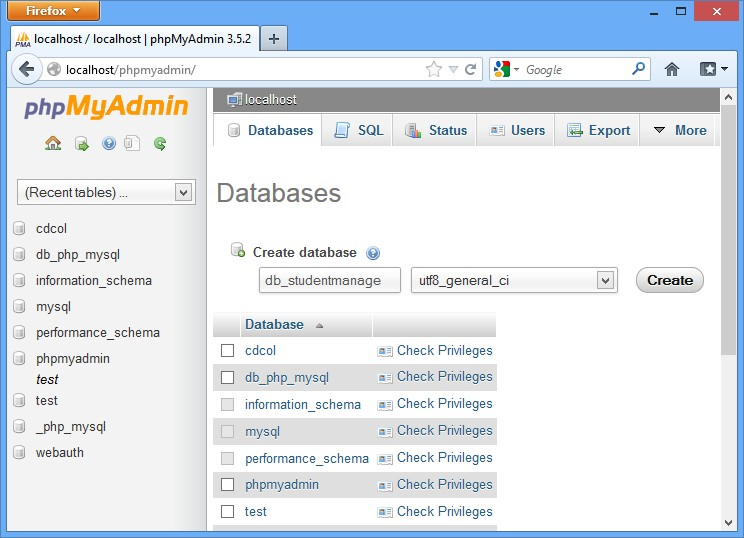 Firefox
localhost / localhost | phpMyAdmin 3.5.2
localhost/phpmyadmin/
Google
phpMyAdmin
(Recent tables) ...
cdcol
db_php_mysql
information_schema
mysql
performance_schema
phpmyadmin
test
test
_php_mysql
webauth
localhost
Databases SQL Status Users Export More
Databases
Create database
db_studentmanage utf8_general_ci Create
Database
cdcol Check Privileges
db_php_mysql Check Privileges
information_schema Check Privileges
mysql Check Privileges
performance_schema Check Privileges
phpmyadmin Check Privileges
test Check Privileges